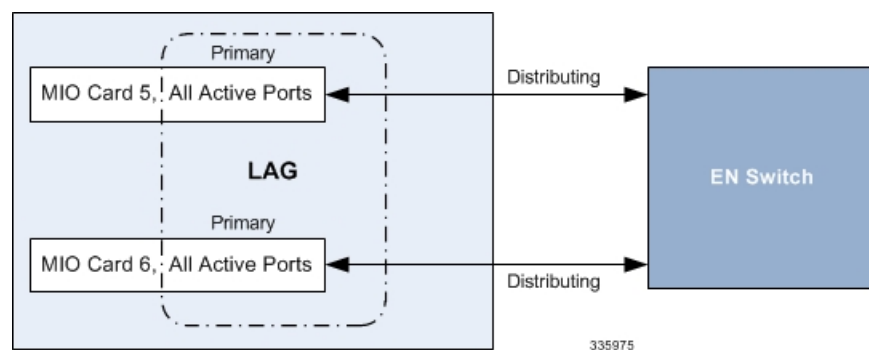 Primary
MIO Card 5, All Active Ports
Distributing
LAG
EN Switch
Primary
MIO Card 6, All Active Ports
Distributing
335975